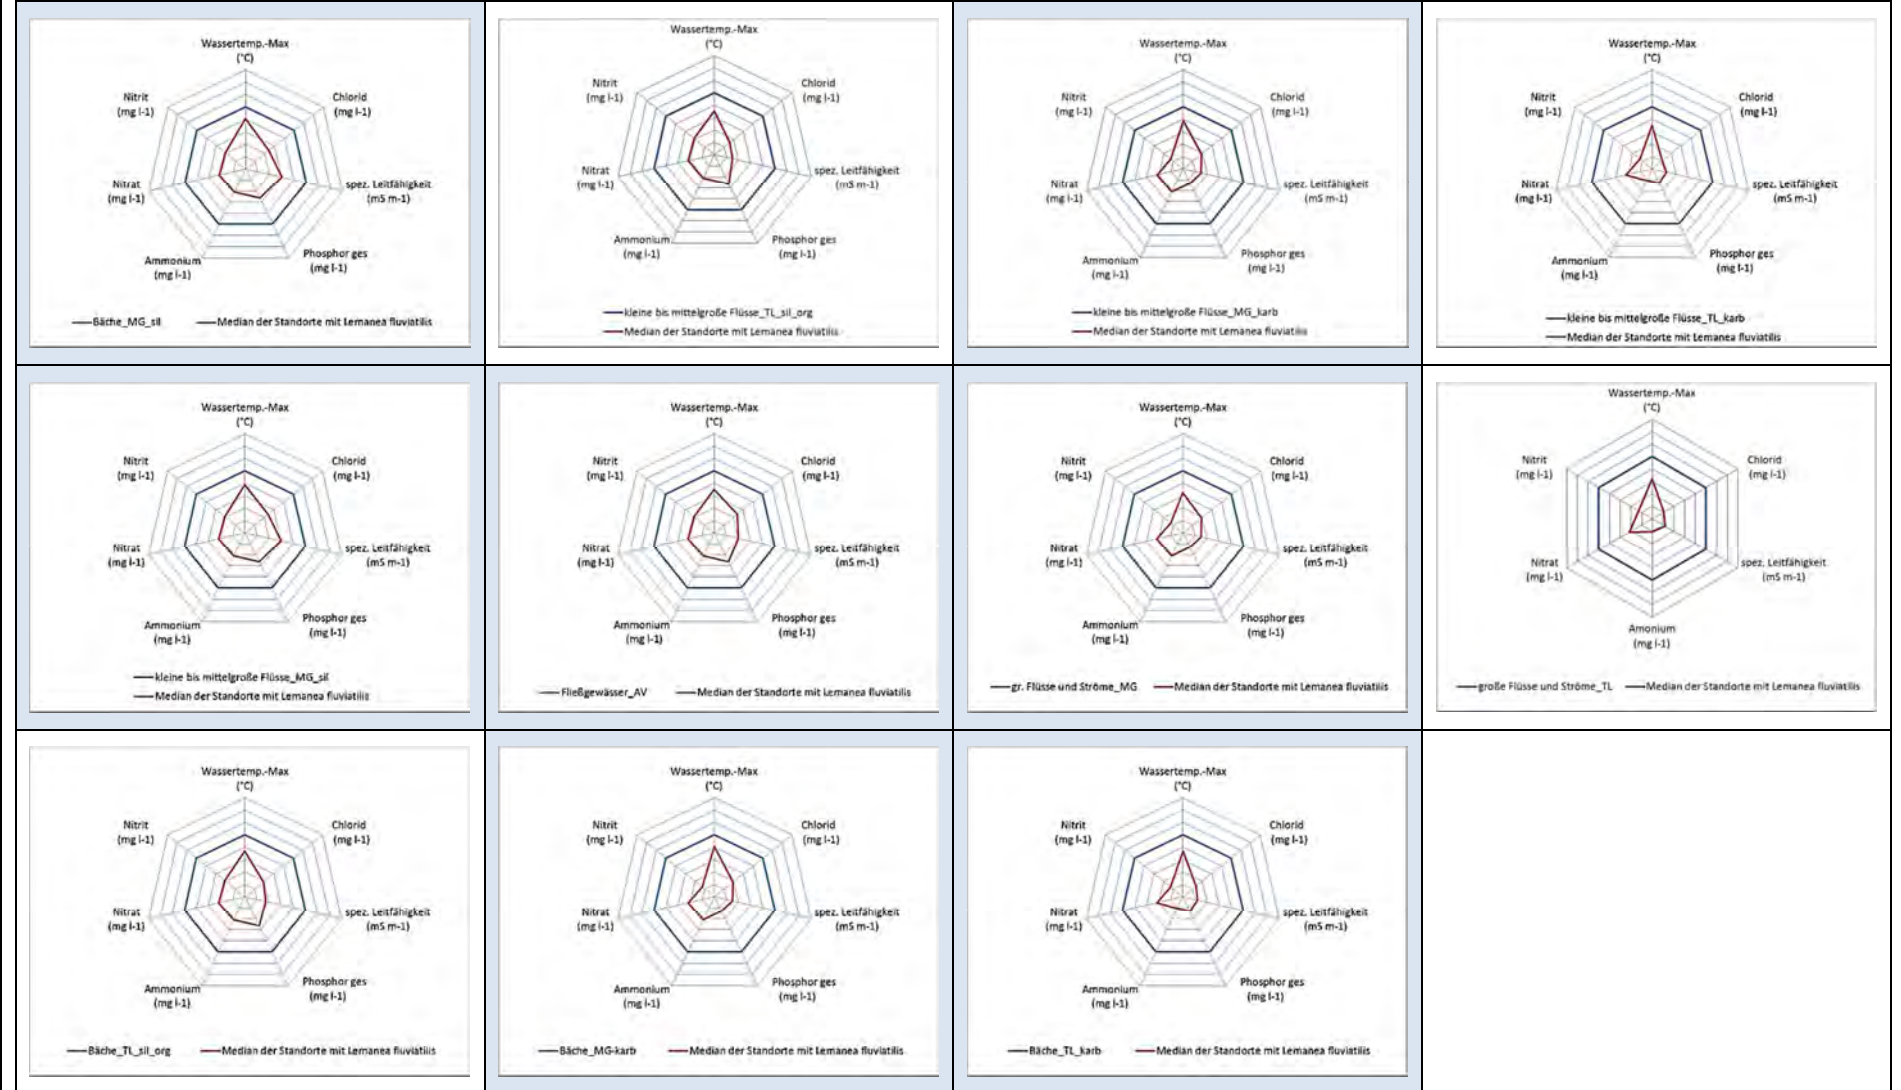 Wassertemp.-Max
(°C)
Nitrit
(mg l-1)
Chlorid
(mg l-1)
Nitrat
(mg l-1)
spez. Leitfähigkeit
(mS m-1)
Ammonium
(mg l-1)
Phosphor ges
(mg l-1)
Bäche_MG_sil
Median der Standorte mit Lemanea fluviatilis
Wassertemp.-Max
(°C)
Nitrit
(mg l-1)
Chlorid
(mg l-1)
Nitrat
(mg l-1)
spez. Leitfähigkeit
(mS m-1)
Ammonium
(mg l-1)
Phosphor ges
(mg l-1)
kleine bis mittelgroße Flüsse_TL_sil_org
Median der Standorte mit Lemanea fluviatilis
Wassertemp.-Max
(°C)
Nitrit
(mg l-1)
Chlorid
(mg l-1)
Nitrat
(mg l-1)
spez. Leitfähigkeit
(mS m-1)
Ammonium
(mg l-1)
Phosphor ges
(mg l-1)
kleine bis mittelgroße Flüsse_MG_karb
Median der Standorte mit Lemanea fluviatilis
Wassertemp.-Max
(°C)
Nitrit
(mg l-1)
Chlorid
(mg l-1)
Nitrat
(mg l-1)
spez. Leitfähigkeit
(mS m-1)
Ammonium
(mg l-1)
Phosphor ges
(mg l-1)
kleine bis mittelgroße Flüsse_TL_karb
Median der Standorte mit Lemanea fluviatilis
Wassertemp.-Max
(°C)
Nitrit
(mg l-1)
Chlorid
(mg l-1)
Nitrat
(mg l-1)
spez. Leitfähigkeit
(mS m-1)
Ammonium
(mg l-1)
Phosphor ges
(mg l-1)
kleine bis mittelgroße Flüsse_MG_sil
Median der Standorte mit Lemanea fluviatilis
Wassertemp.-Max
(°C)
Nitrit
(mg l-1)
Chlorid
(mg l-1)
Nitrat
(mg l-1)
spez. Leitfähigkeit
(mS m-1)
Ammonium
(mg l-1)
Phosphor ges
(mg l-1)
Fließgewässer_AV
Median der Standorte mit Lemanea fluviatilis
Wassertemp.-Max
(°C)
Nitrit
(mg l-1)
Chlorid
(mg l-1)
Nitrat
(mg l-1)
spez. Leitfähigkeit
(mS m-1)
Ammonium
(mg l-1)
Phosphor ges
(mg l-1)
gr. Flüsse und Ströme_MG
Median der Standorte mit Lemanea fluviatilis
Wassertemp.-Max
(°C)
Nitrit
(mg l-1)
Chlorid
(mg l-1)
Nitrat
(mg l-1)
spez. Leitfähigkeit
(mS m-1)
Amonium
(mg l-1)
große Flüsse und Ströme_TL
Median der Standorte mit Lemanea fluviatilis
Wassertemp.-Max
(°C)
Nitrit
(mg l-1)
Chlorid
(mg l-1)
Nitrat
(mg l-1)
spez. Leitfähigkeit
(mS m-1)
Ammonium
(mg l-1)
Phosphor ges
(mg l-1)
Bäche_TL_sil_org
Median der Standorte mit Lemanea fluviatilis
Wassertemp.-Max
(°C)
Nitrit
(mg l-1)
Chlorid
(mg l-1)
Nitrat
(mg l-1)
spez. Leitfähigkeit
(mS m-1)
Ammonium
(mg l-1)
Phosphor ges
(mg l-1)
Bäche_MG-karb
Median der Standorte mit Lemanea fluviatilis
Wassertemp.-Max
(°C)
Nitrit
(mg l-1)
Chlorid
(mg l-1)
Nitrat
(mg l-1)
spez. Leitfähigkeit
(mS m-1)
Ammonium
(mg l-1)
Phosphor ges
(mg l-1)
Bäche_TL_karb
Median der Standorte mit Lemanea fluviatilis